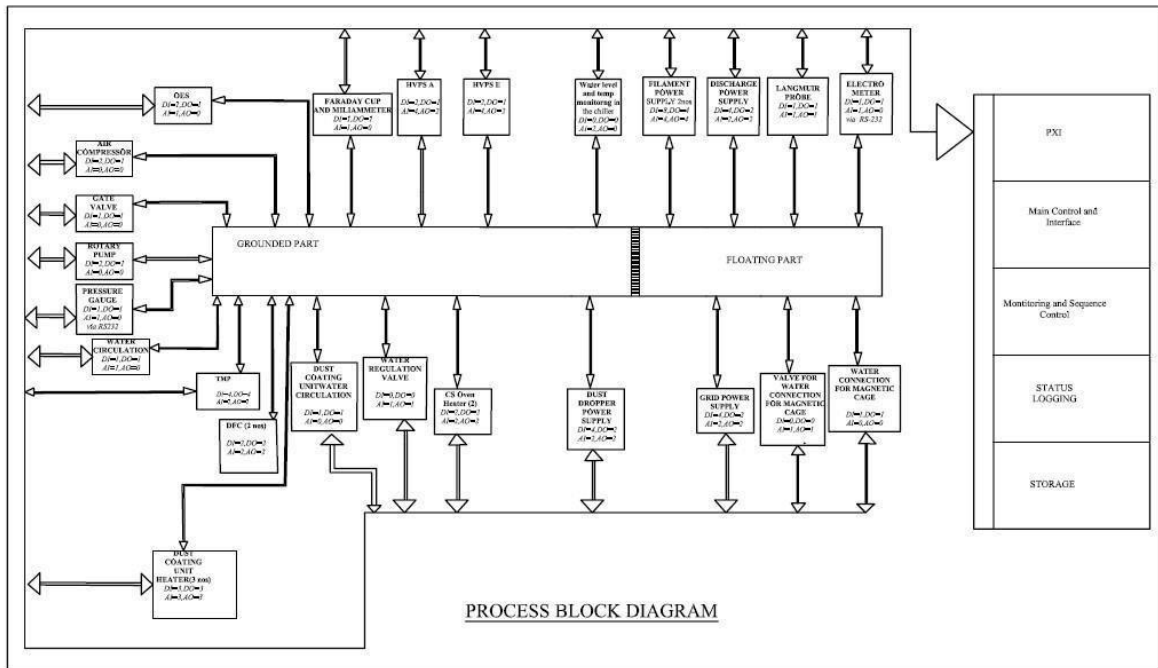 OES
DI=2,DO=1
AI=1,AO=0
AIR
COMPRESSOR
DI=2,DO=1
AI=0,AO=0
GATE
VALVE
DI=1,DO=1
AI=0,AO=0
ROTARY
PUMP
DI=2,DO=1
AI=0,AO=0
PRESSURE
GAUGE
DI=1,DO=1
AI=1,AO=0
via RS232
WATER
CIRCULATION
DI=1,DO=1
AI=1,AO=0
TMP
DI=4,DO=4
DFC (2 nos)
DI=2,DO=2
AI=2,AO=2
DUST
COATING
UNIT
HEATER(3 nos)
DI=3,DO=3
AI=3,AO=3
FARADAY CUP
AND MILIAMMETER
DI=1,DO=1
AI=1,AO=0
HVPS A
DI=2,DO=1
AI=4,AO=2
HVPS E
DI=2,DO=1
Water level
and temp
monitorng in
the chiller
DI=0,DO=0
AI=2,AO=0
FILAMENT
POWER
SUPPLY 2nos
DI=8,DO=4
AI=4,AO=4
DISCHARGE
POWER
SUPPLY
AI=2,AO=2
LANGMUIR
PROBE
DI=1,DO=1
AI=1,AO=1
ELECTRO
METER
DI=1,DO=1
AI=1,AO=0
via RS-232
GROUNDED PART
FLOATING PART
DUST
COATING
UNITWATER
CIRCULATION
DI=1,DO=1
AI=0,AO=0
WATER
REGULATION
VALVE
DI=0,DO=0
AI=1,AO=1
CS Oven
Heater (2)
DI=2,DO=2
AI=2,AO=2
DUST
DROPPER
POWER
SUPPLY
DI=4,DO=2
AI=2,AO=2
GRID POWER
SUPPLY
DI=4,DO=2
AI=2,AO=2
VALVE FOR
WATER
CONNECTION
FOR MAGNETIC
CAGE
DI=0,DO=0
AI=1,AO=1
WATER
CONNECTION
FOR MAGNETIC
CAGE
DI=1,DO=1
AI=0,AO=0
PXI
Main Control and
Interface
Montitoring and Sequence
Control
STATUS
LOGGING
STORAGE
PROCESS BLOCK DIAGRAM